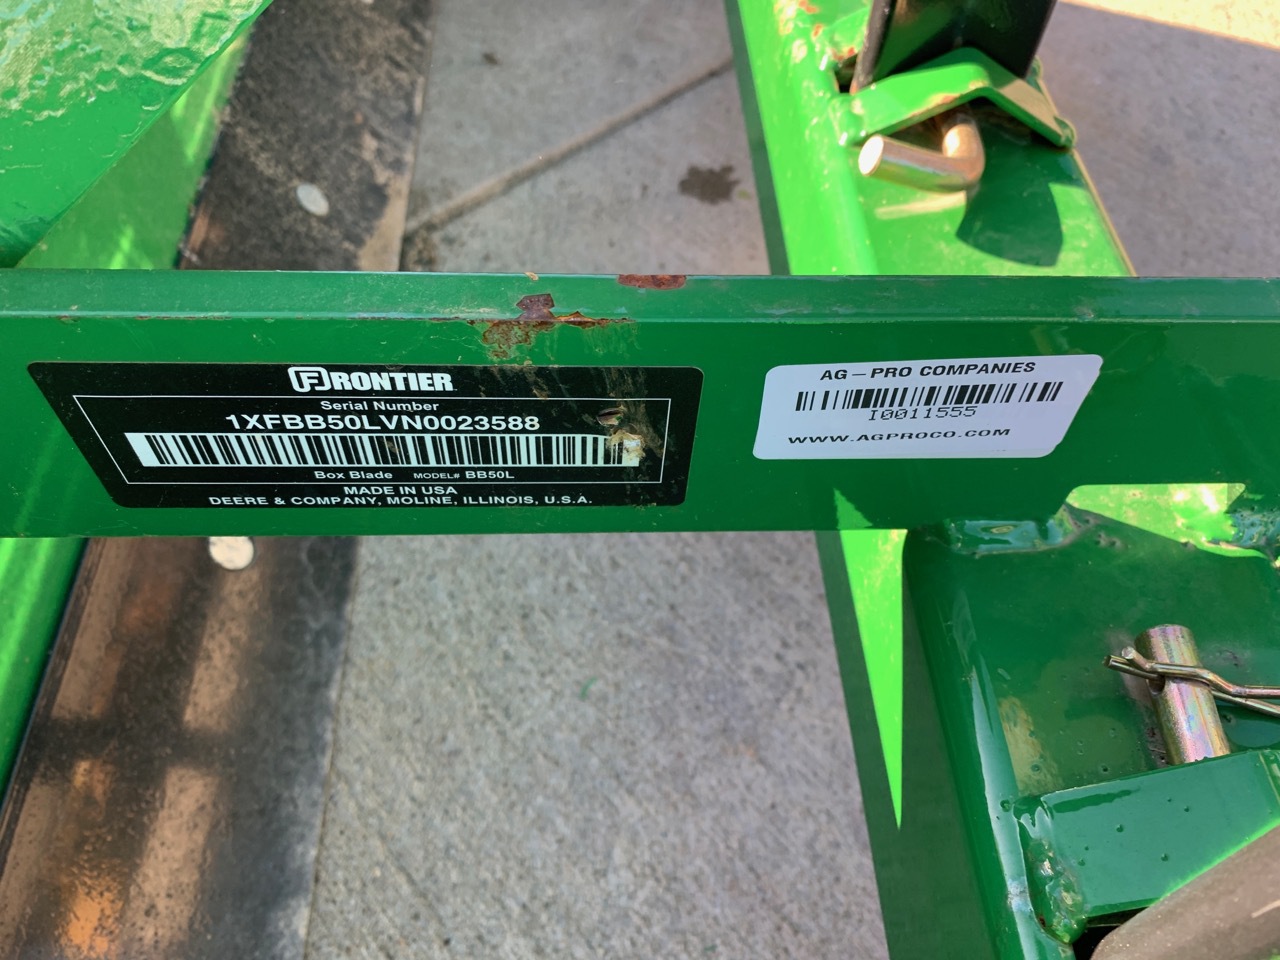 FRONTIER
Serial Number
1XFBB50LVN0023588
Box Blade MODEL# BB50L
MADE IN USA
DEERE & COMPANY, MOLINE, ILLINOIS, U.S.A.
AG-PRO COMPANIES
I0011555
WWW.AGPROCO.COM